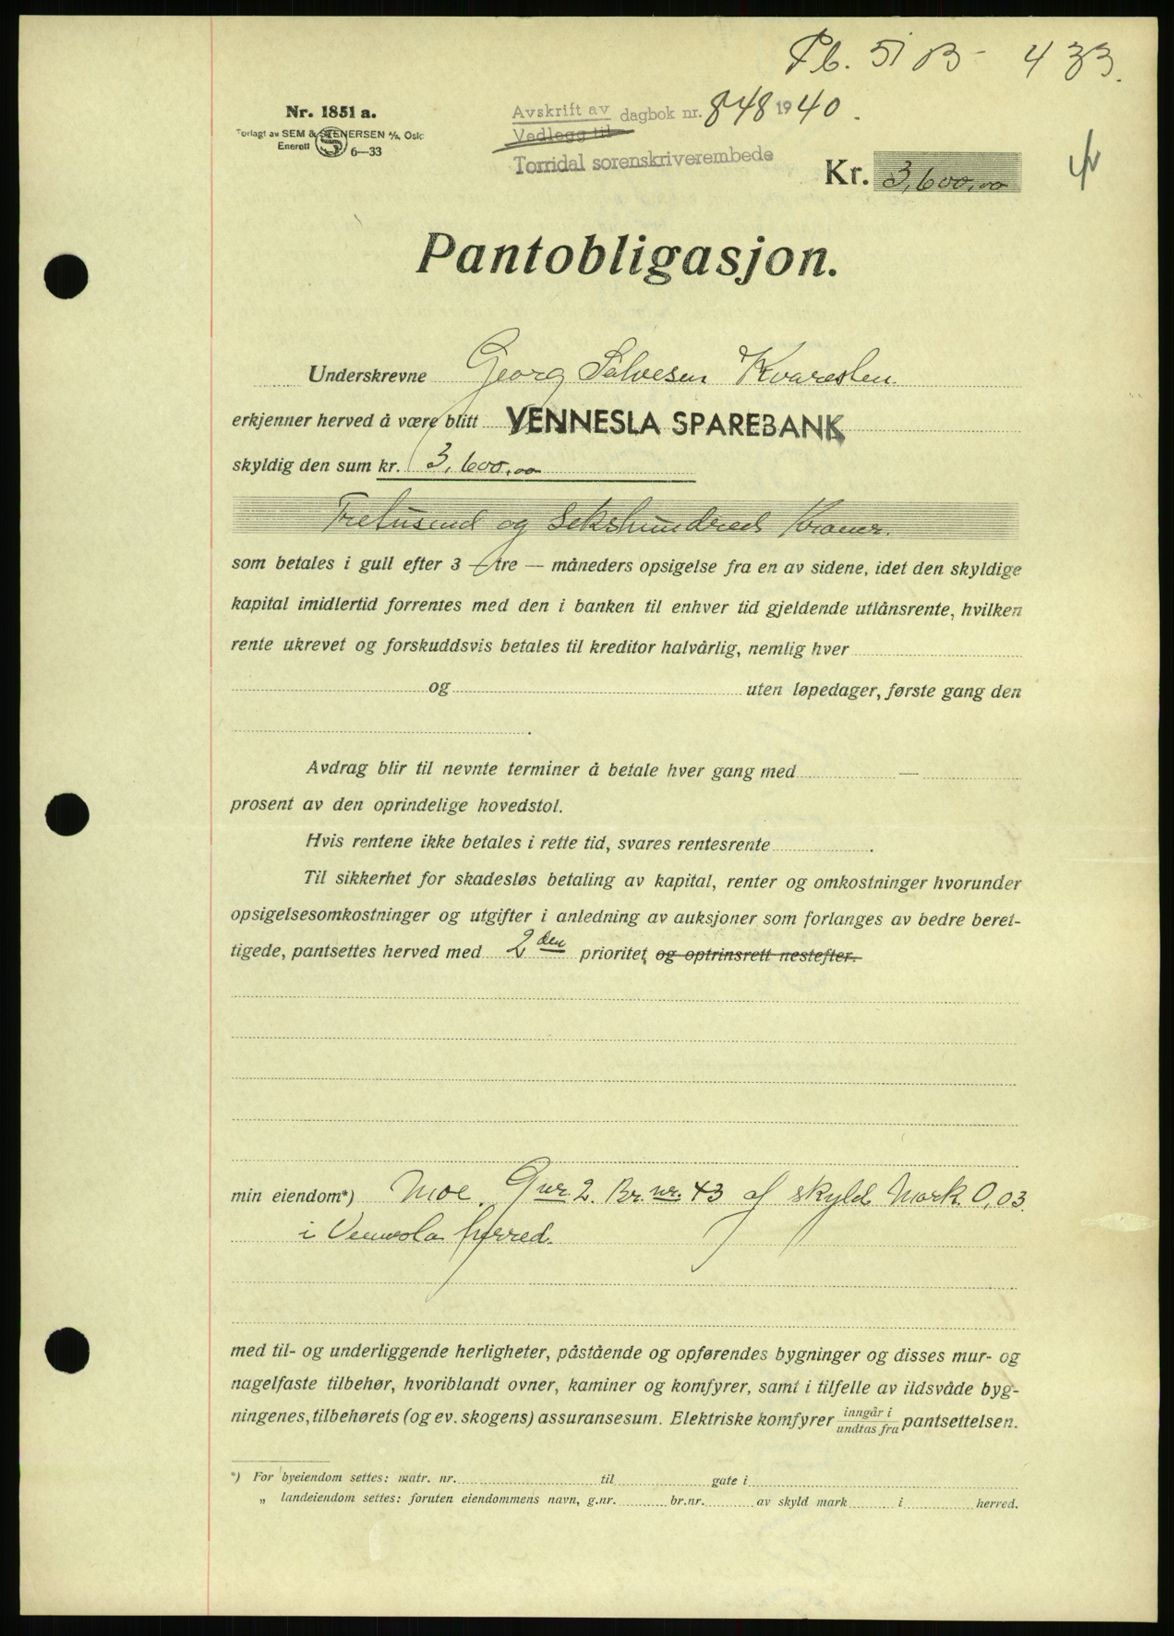 Pb. 51 B - 433.
Nr. 1851 a.
Forlagt av SEM & STENERSEN A/S, Oslo
Enerett S 6—33
Avskrift av
Vedlegg til
dagbok nr. 848 1940.
Torridal sorenskriverembede
Kr. 3,600,00
Pantobligasjon.
Underskrevne Georg Salvesen Kvaresten
erkjenner herved å være blitt VENNESLA SPAREBANK
skyldig den sum kr. 3,600,00
Tretusend og Sekshundreds Kroner.
som betales i gull efter 3 — tre — måneders opsigelse fra en av sidene, idet den skyldige
kapital imidlertid forrentes med den i banken til enhver tid gjeldende utlånsrente, hvilken
rente ukrevet og forskuddsvis betales til kreditor halvårlig, nemlig hver
og uten løpedager, første gang den
.
Avdrag blir til nevnte terminer å betale hver gang med —
prosent av den oprindelige hovedstol.
Hvis rentene ikke betales i rette tid, svares rentesrente .
Til sikkerhet for skadesløs betaling av kapital, renter og omkostninger hvorunder
opsigelsesomkostninger og utgifter i anledning av auksjoner som forlanges av bedre beret-
tigede, pantsettes herved med 2den prioritet og optrinsrett nestefter.
min eiendom*) Moe. Gnr. 2. Br. nr. 43 af skyld Mark 0,03.
i Vennesla herred.
med til- og underliggende herligheter, påstående og opførendes bygninger og disses mur- og
nagelfaste tilbehør, hvoriblandt ovner, kaminer og komfyrer, samt i tilfelle av ildsvåde byg-
ningenes, tilbehørets (og ev. skogens) assuransesum. Elektriske komfyrer inngår i / undtas fra pantsettelsen.
*) For byeiendom settes: matr. nr. til gate i
„ landeiendom settes: foruten eiendommens navn, g.nr. br.nr. av skyld mark i herred.